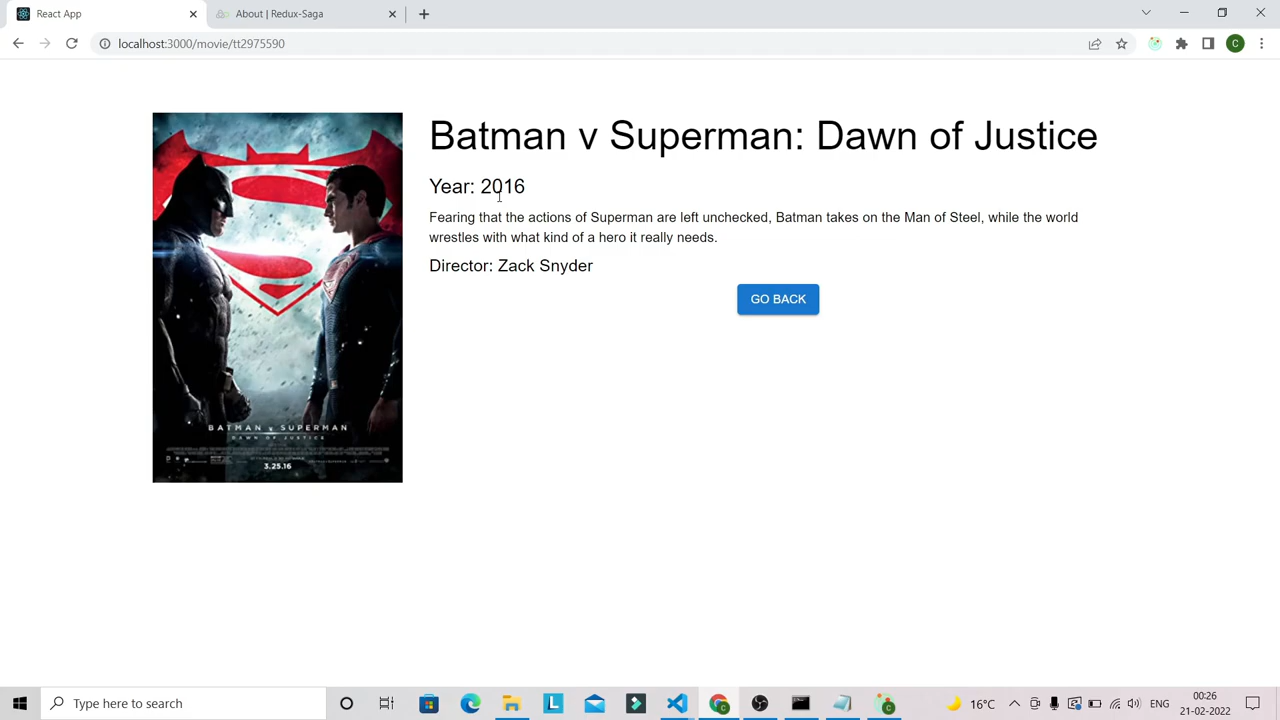 React App
About | Redux-Saga
localhost:3000/movie/tt2975590
C
Batman v Superman: Dawn of Justice
Year: 2016
Fearing that the actions of Superman are left unchecked, Batman takes on the Man of Steel, while the world
wrestles with what kind of a hero it really needs.
Director: Zack Snyder
GO BACK
BATMAN v SUPERMAN
DAWN OF JUSTICE
3.25.16
Type here to search
L
16°C
ENG
00:26
21-02-2022